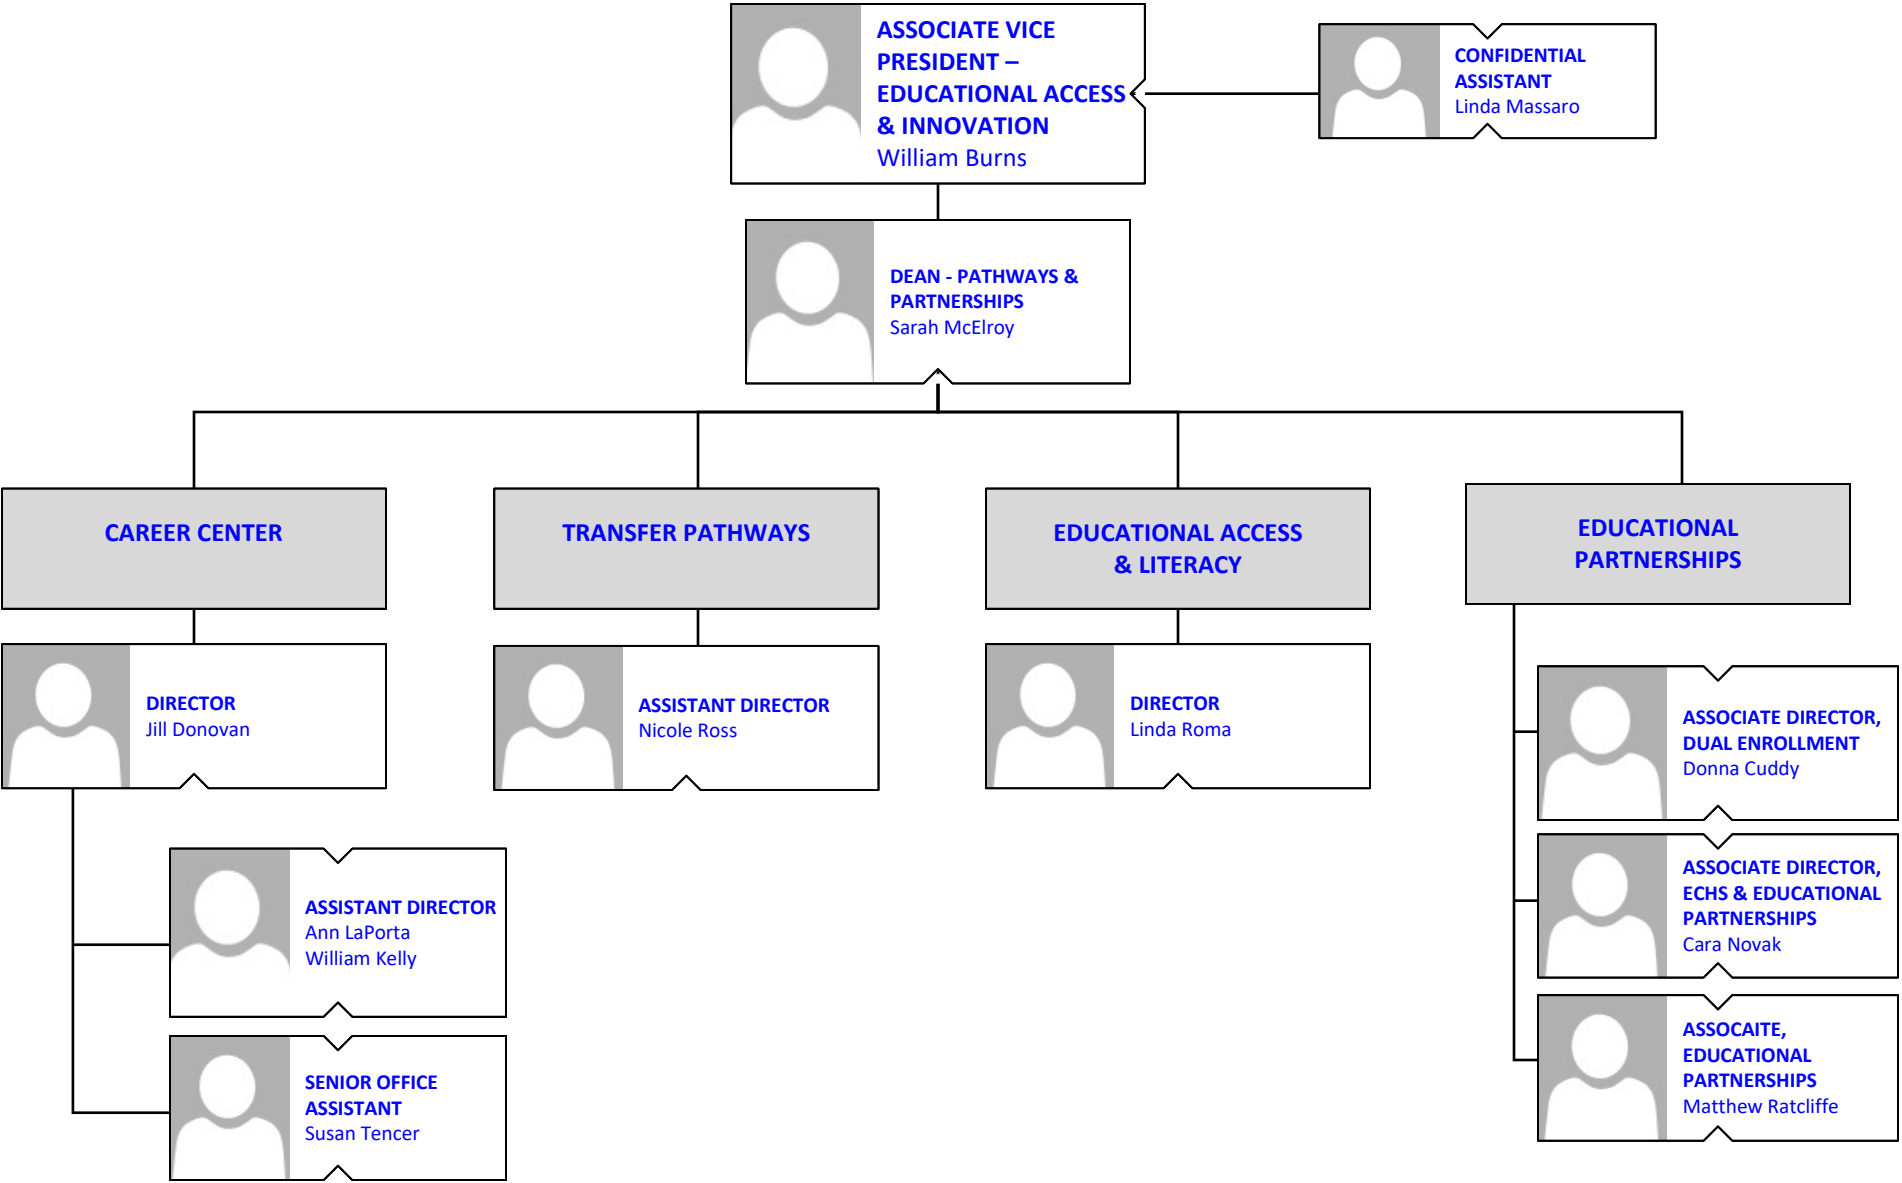 ASSOCIATE VICE
PRESIDENT –
EDUCATIONAL ACCESS
& INNOVATION
William Burns
CONFIDENTIAL
ASSISTANT
Linda Massaro
DEAN - PATHWAYS &
PARTNERSHIPS
Sarah McElroy
CAREER CENTER
TRANSFER PATHWAYS
EDUCATIONAL ACCESS
& LITERACY
EDUCATIONAL
PARTNERSHIPS
DIRECTOR
Jill Donovan
ASSISTANT DIRECTOR
Nicole Ross
DIRECTOR
Linda Roma
ASSOCIATE DIRECTOR,
DUAL ENROLLMENT
Donna Cuddy
ASSISTANT DIRECTOR
Ann LaPorta
William Kelly
ASSOCIATE DIRECTOR,
ECHS & EDUCATIONAL
PARTNERSHIPS
Cara Novak
SENIOR OFFICE
ASSISTANT
Susan Tencer
ASSOCAITE,
EDUCATIONAL
PARTNERSHIPS
Matthew Ratcliffe